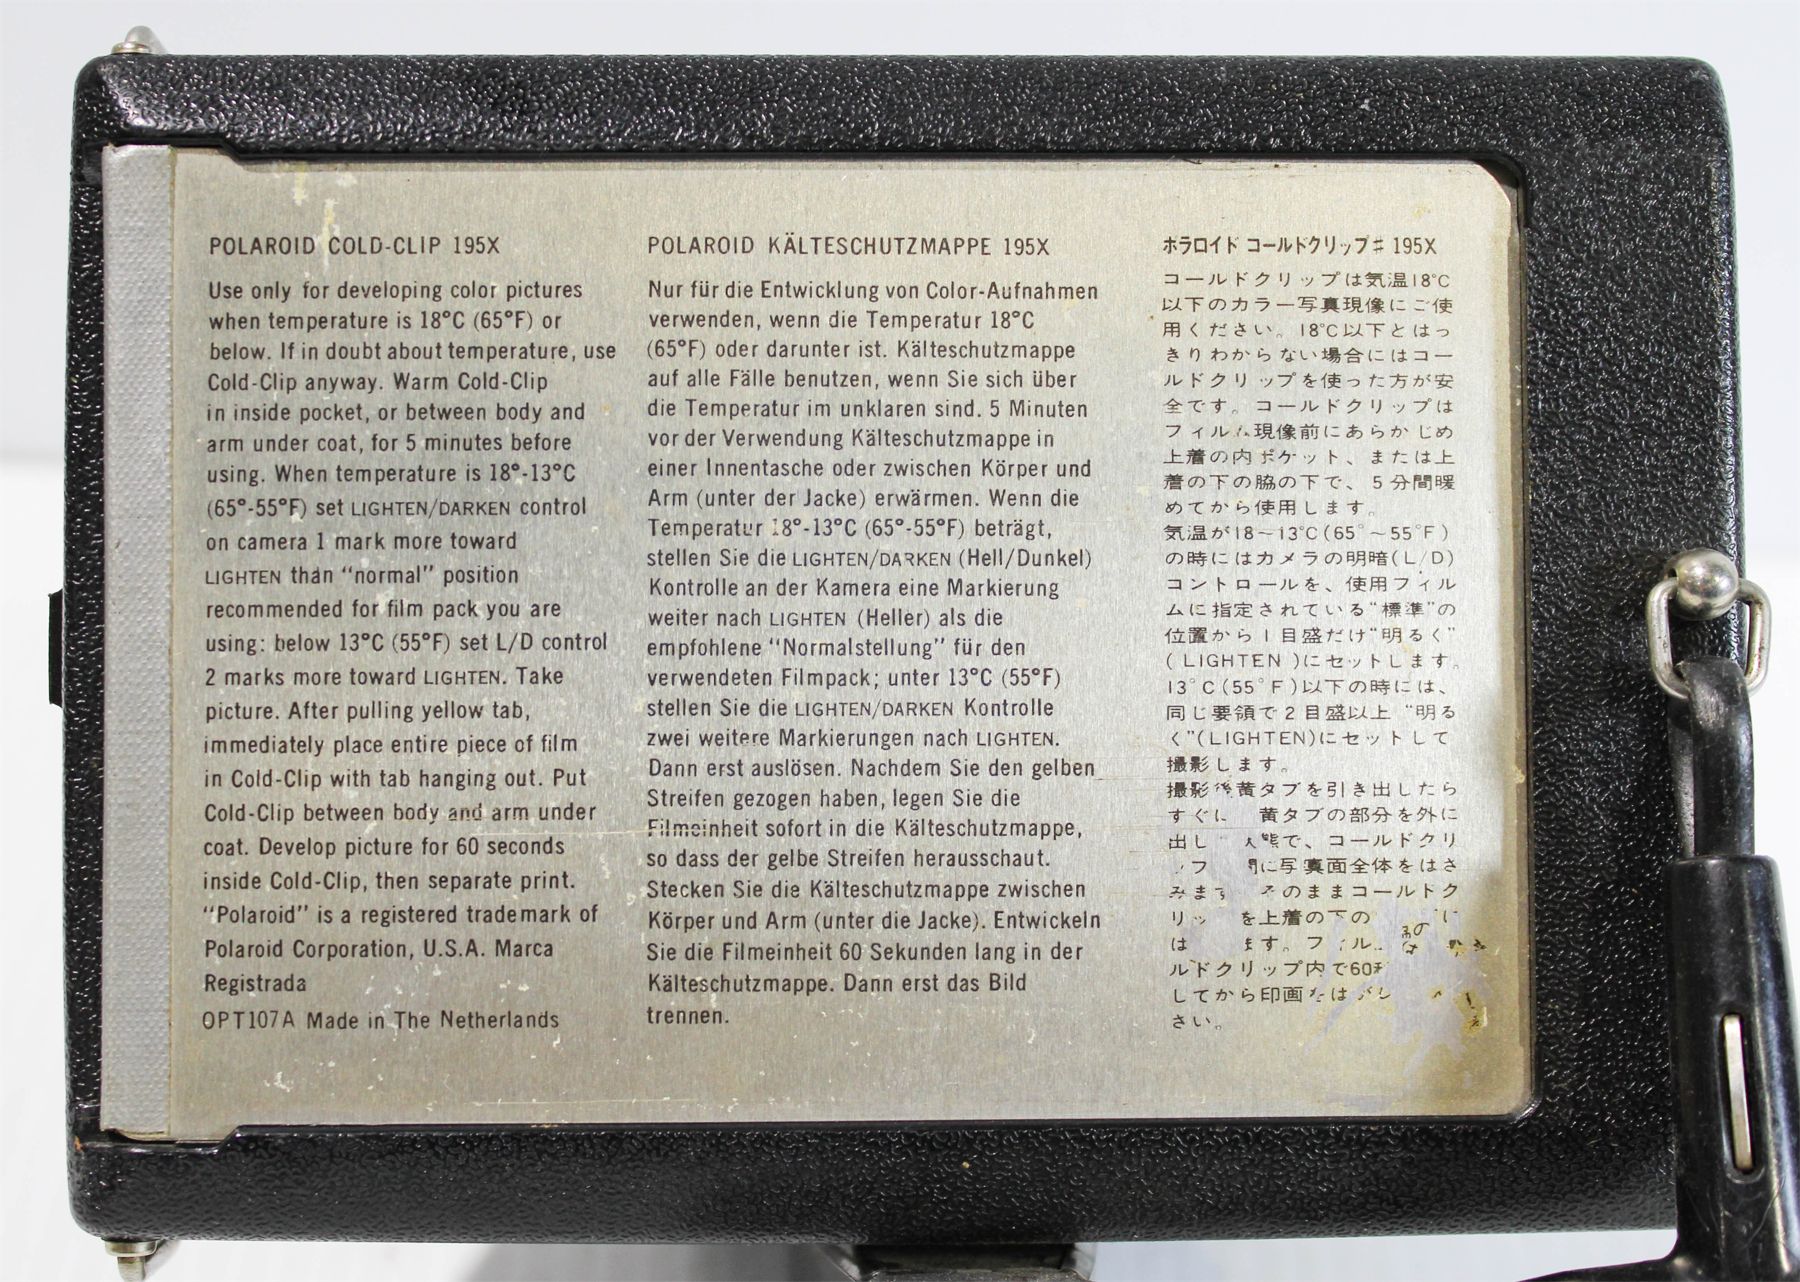 POLAROID COLD-CLIP 195X
Use only for developing color pictures
when temperature is 18°C (65°F) or
below. If in doubt about temperature, use
Cold-Clip anyway. Warm Cold-Clip
in inside pocket, or between body and
arm under coat, for 5 minutes before
using. When temperature is 18°-13°C
(65°-55°F) set LIGHTEN/DARKEN control
on camera 1 mark more toward
LIGHTEN than "normal" position
recommended for film pack you are
using: below 13°C (55°F) set L/D control
2 marks more toward LIGHTEN. Take
picture. After pulling yellow tab,
immediately place entire piece of film
in Cold-Clip with tab hanging out. Put
Cold-Clip between body and arm under
coat. Develop picture for 60 seconds
inside Cold-Clip, then separate print.
"Polaroid" is a registered trademark of
Polaroid Corporation, U.S.A. Marca
Registrada
OPT107A Made in The Netherlands
POLAROID KÄLTESCHUTZMAPPE 195X
Nur für die Entwicklung von Color-Aufnahmen
verwenden, wenn die Temperatur 18°C
(65°F) oder darunter ist. Kälteschutzmappe
auf alle Fälle benutzen, wenn Sie sich über
die Temperatur im unklaren sind. 5 Minuten
vor der Verwendung Kälteschutzmappe in
einer Innentasche oder zwischen Körper und
Arm (unter der Jacke) erwärmen. Wenn die
Temperatur 18°-13°C (65°-55°F) beträgt,
stellen Sie die LIGHTEN/DARKEN (Hell/Dunkel)
Kontrolle an der Kamera eine Markierung
weiter nach LIGHTEN (Heller) als die
empfohlene "Normalstellung" für den
verwendeten Filmpack; unter 13°C (55°F)
stellen Sie die LIGHTEN/DARKEN Kontrolle
zwei weitere Markierungen nach LIGHTEN.
Dann erst auslösen. Nachdem Sie den gelben
Streifen gezogen haben, legen Sie die
Filmeinheit sofort in die Kälteschutzmappe,
so dass der gelbe Streifen herausschaut.
Stecken Sie die Kälteschutzmappe zwischen
Körper und Arm (unter die Jacke). Entwickeln
Sie die Filmeinheit 60 Sekunden lang in der
Kälteschutzmappe. Dann erst das Bild
trennen.
ポラロイド コールドクリップ♯195X
コールドクリップは気温18°C
以下のカラー写真現像にご使
用ください。18°C以下とはっ
きりわからない場合にはコー
ルドクリップを使った方が安
全です。コールドクリップは
フィルム現像前にあらかじめ
上着の内ポケット、または上
着の下の脇の下で、5分間暖
めてから使用します。
気温が18~13°C(65°~55°F)
の時にはカメラの明暗(L/D)
コントロールを、使用フィル
ムに指定されている"標準"の
位置から1目盛だけ"明るく"
(LIGHTEN)にセットします。
13°C(55°F)以下の時には、
同じ要領で2目盛以上"明る
く"(LIGHTEN)にセットして
撮影します。
撮影後黄タブを引き出したら
すぐに 黄タブの部分を外に
出し 態で、コールドクリ
ップ 間に写真面全体をはさ
みます そのままコールドク
リッ を上着の下の に
は ます。フィル
ルドクリップ内で60
してから印画をは
さい。